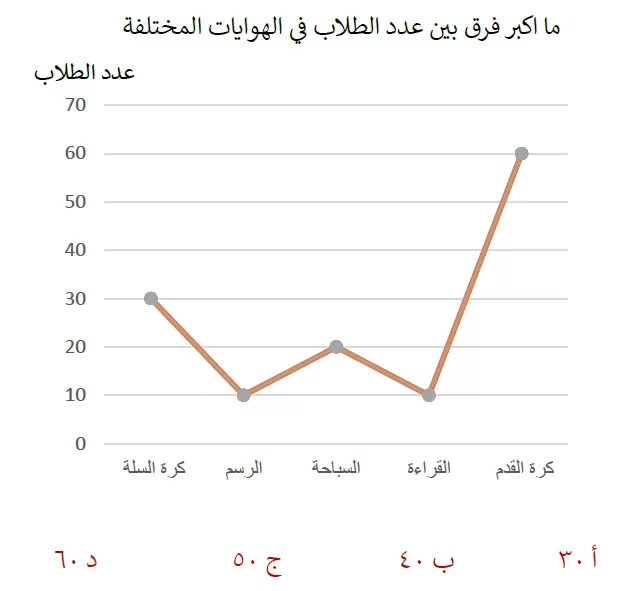 ما اكبر فرق بين عدد الطلاب في الهوايات المختلفة
عدد الطلاب
70
60
50
40
30
20
10
0
كرة السلة الرسم السباحة القراءة كرة القدم
أ ٣٠ ب ٤٠ ج ٥٠ د ٦٠